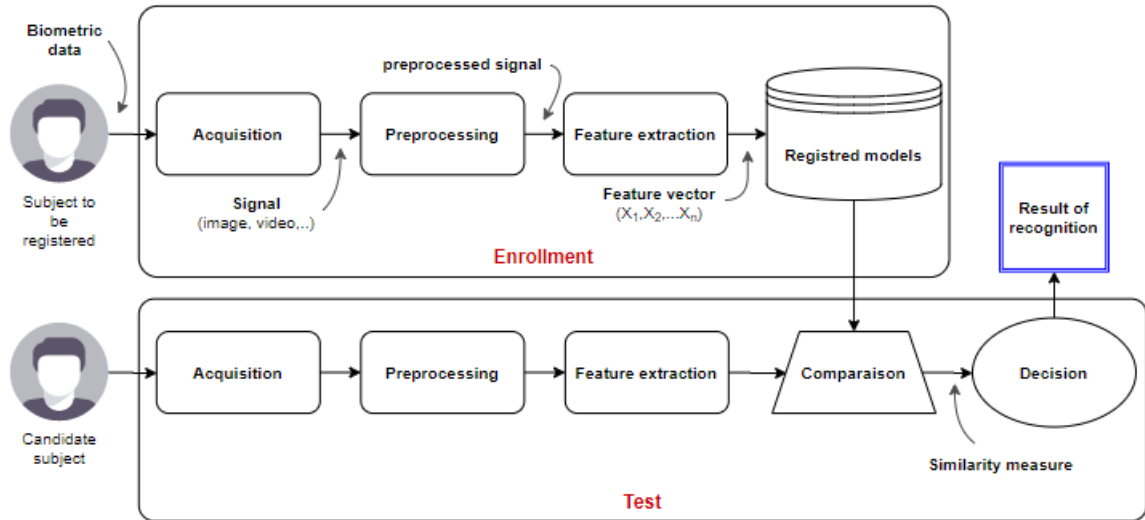 Biometric
data
preprocessed signal
Acquisition
Preprocessing
Feature extraction
Registred models
Subject to
be
registered
Signal
(image, video,..)
Feature vector
(X1,X2,...Xn)
Enrollment
Result of
recognition
Acquisition
Preprocessing
Feature extraction
Comparaison
Decision
Candidate
subject
Similarity measure
Test